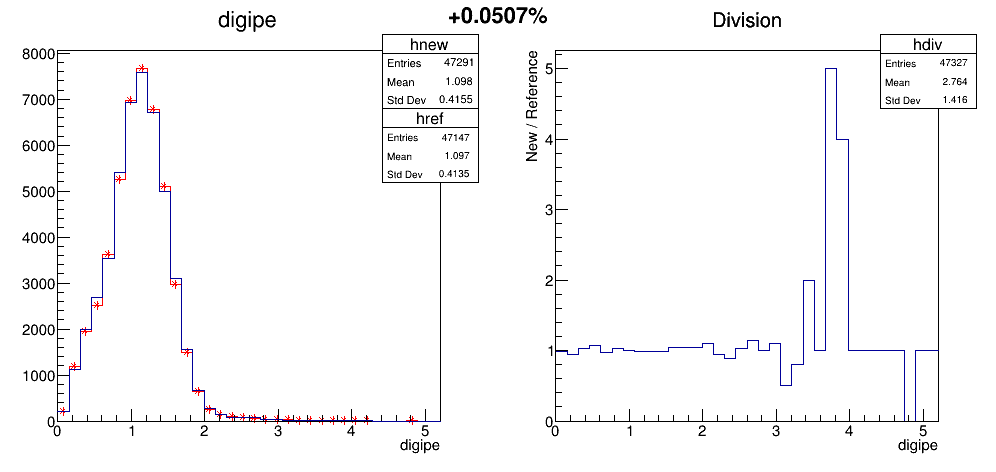 +0.0507%
digipe
hnew
Entries 47291
Mean 1.098
Std Dev 0.4155
href
Entries 47147
Mean 1.097
Std Dev 0.4135
8000
7000
6000
5000
4000
3000
2000
1000
0
0 1 2 3 4 5
digipe
Division
hdiv
Entries 47327
Mean 2.764
Std Dev 1.416
New / Reference
5
4
3
2
1
0
0 1 2 3 4 5
digipe